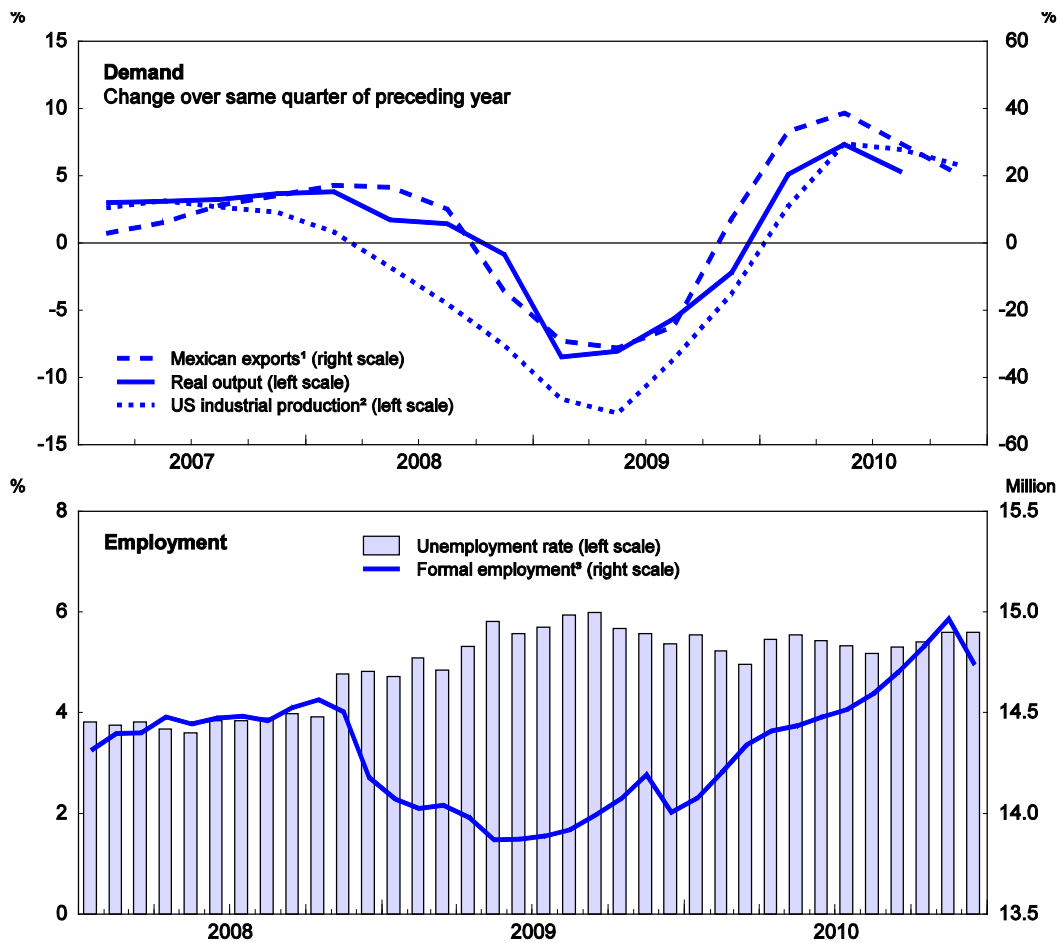 % %
15 60
Demand
Change over same quarter of preceding year
10 40
5 20
0 0
-5 -20
Mexican exports¹ (right scale)
-10 Real output (left scale) -40
US industrial production² (left scale)
-15 -60
2007 2008 2009 2010
% Million
8 15.5
Employment
Unemployment rate (left scale)
Formal employment³ (right scale)
6 15.0
4 14.5
2 14.0
0 13.5
2008 2009 2010